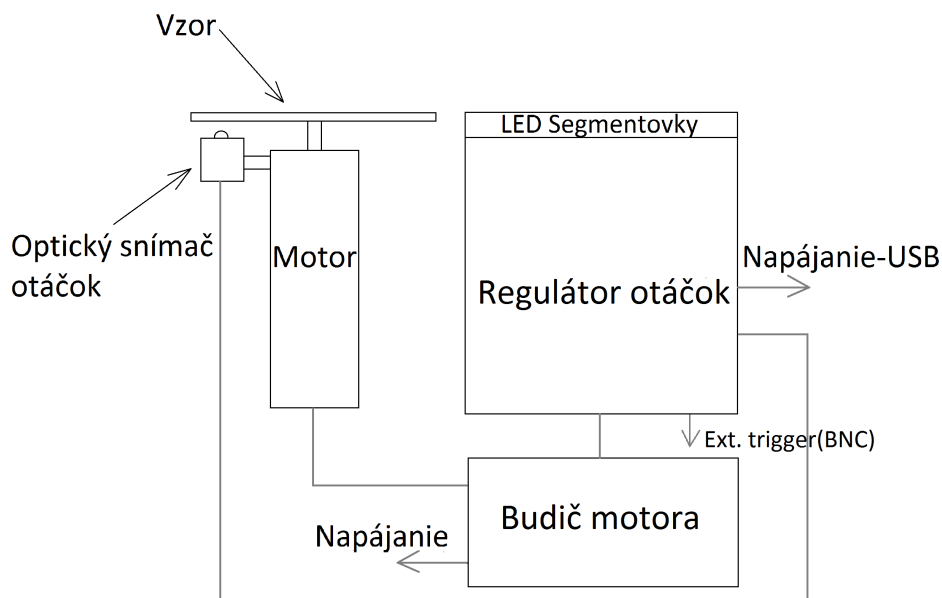 Vzor
LED Segmentovky
Optický snímač
otáčok
Motor
Napájanie-USB
Regulátor otáčok
Ext. trigger(BNC)
Budič motora
Napájanie